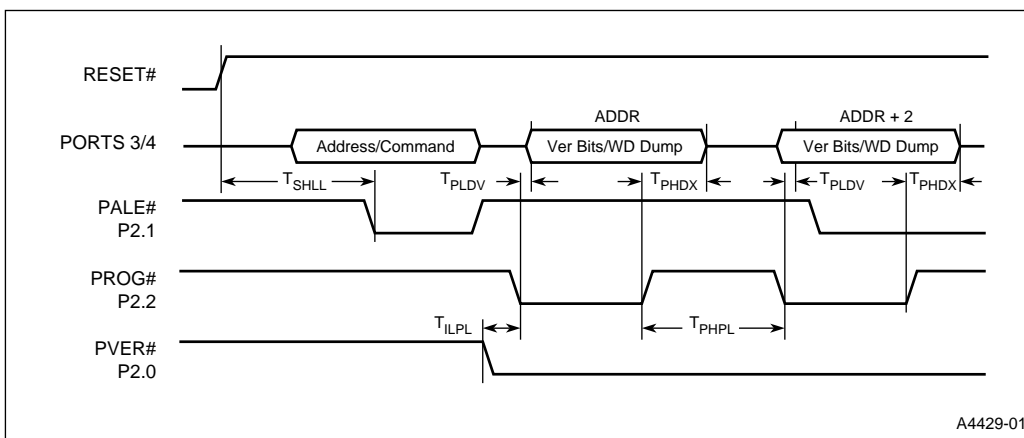 RESET#
ADDR
ADDR + 2
PORTS 3/4
Address/Command
Ver Bits/WD Dump
Ver Bits/WD Dump
TSHLL
TPLDV
TPHDX
TPLDV
TPHDX
PALE#
P2.1
PROG#
P2.2
TILPL
TPHPL
PVER#
P2.0
A4429-01